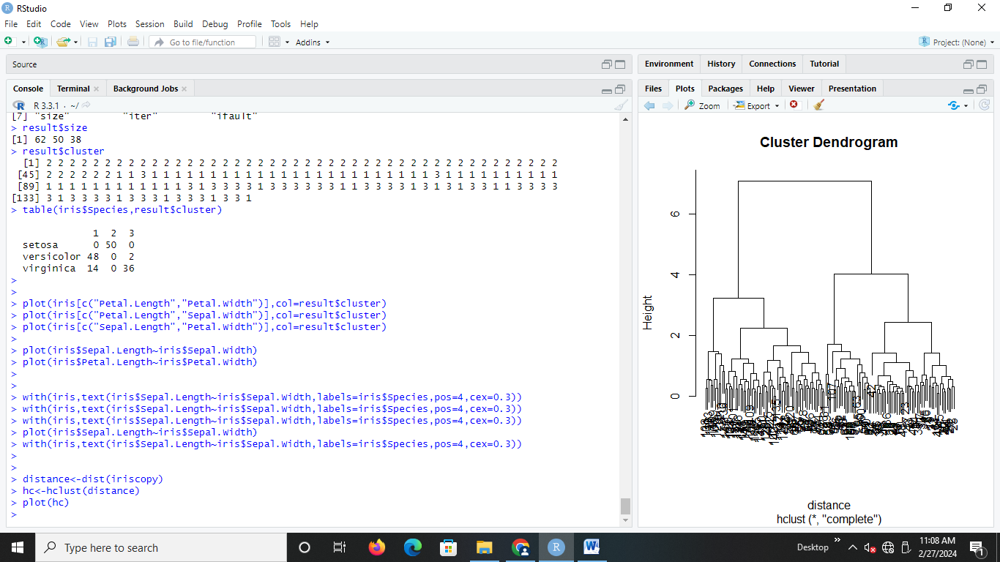 RStudio
File Edit Code View Plots Session Build Debug Profile Tools Help
Go to file/function Addins Project: (None)
Source
Console Terminal Background Jobs
R 3.3.1 · ~/
[7] "size" "iter" "ifault"
> result$size
[1] 62 50 38
> result$cluster
[1] 2 2 2 2 2 2 2 2 2 2 2 2 2 2 2 2 2 2 2 2 2 2 2 2 2 2 2 2 2 2 2 2 2 2 2 2 2 2 2 2 2 2 2 2
[45] 2 2 2 2 2 2 1 1 3 1 1 1 1 1 1 1 1 1 1 1 1 1 1 1 1 1 1 1 1 1 1 1 1 3 1 1 1 1 1 1 1 1 1 1
[89] 1 1 1 1 1 1 1 1 1 1 1 1 3 1 3 3 3 3 1 3 3 3 3 3 3 1 1 3 3 3 3 1 3 1 3 1 3 3 1 1 3 3 3 3
[133] 3 1 3 3 3 3 1 3 3 3 1 3 3 3 1 3 3 1
> table(iris$Species,result$cluster)
1 2 3
setosa 0 50 0
versicolor 48 0 2
virginica 14 0 36
>
>
> plot(iris[c("Petal.Length","Petal.Width")],col=result$cluster)
> plot(iris[c("Petal.Length","Sepal.Width")],col=result$cluster)
> plot(iris[c("Sepal.Length","Petal.Width")],col=result$cluster)
>
> plot(iris$Sepal.Length~iris$Sepal.Width)
> plot(iris$Petal.Length~iris$Petal.Width)
>
>
> with(iris,text(iris$Sepal.Length~iris$Sepal.Width,labels=iris$Species,pos=4,cex=0.3))
> with(iris,text(iris$Sepal.Length~iris$Sepal.Width,labels=iris$Species,pos=4,cex=0.3))
> with(iris,text(iris$Sepal.Length~iris$Sepal.Width,labels=iris$Species,pos=4,cex=0.3))
> plot(iris$Sepal.Length~iris$Sepal.Width)
> with(iris,text(iris$Sepal.Length~iris$Sepal.Width,labels=iris$Species,pos=4,cex=0.3))
>
>
> distance<-dist(iriscopy)
> hc<-hclust(distance)
> plot(hc)
>
Environment History Connections Tutorial
Files Plots Packages Help Viewer Presentation
Zoom Export
Cluster Dendrogram
Height
6
4
2
0
107
42
distance
hclust (*, "complete")
Type here to search
Desktop
11:08 AM
2/27/2024
1